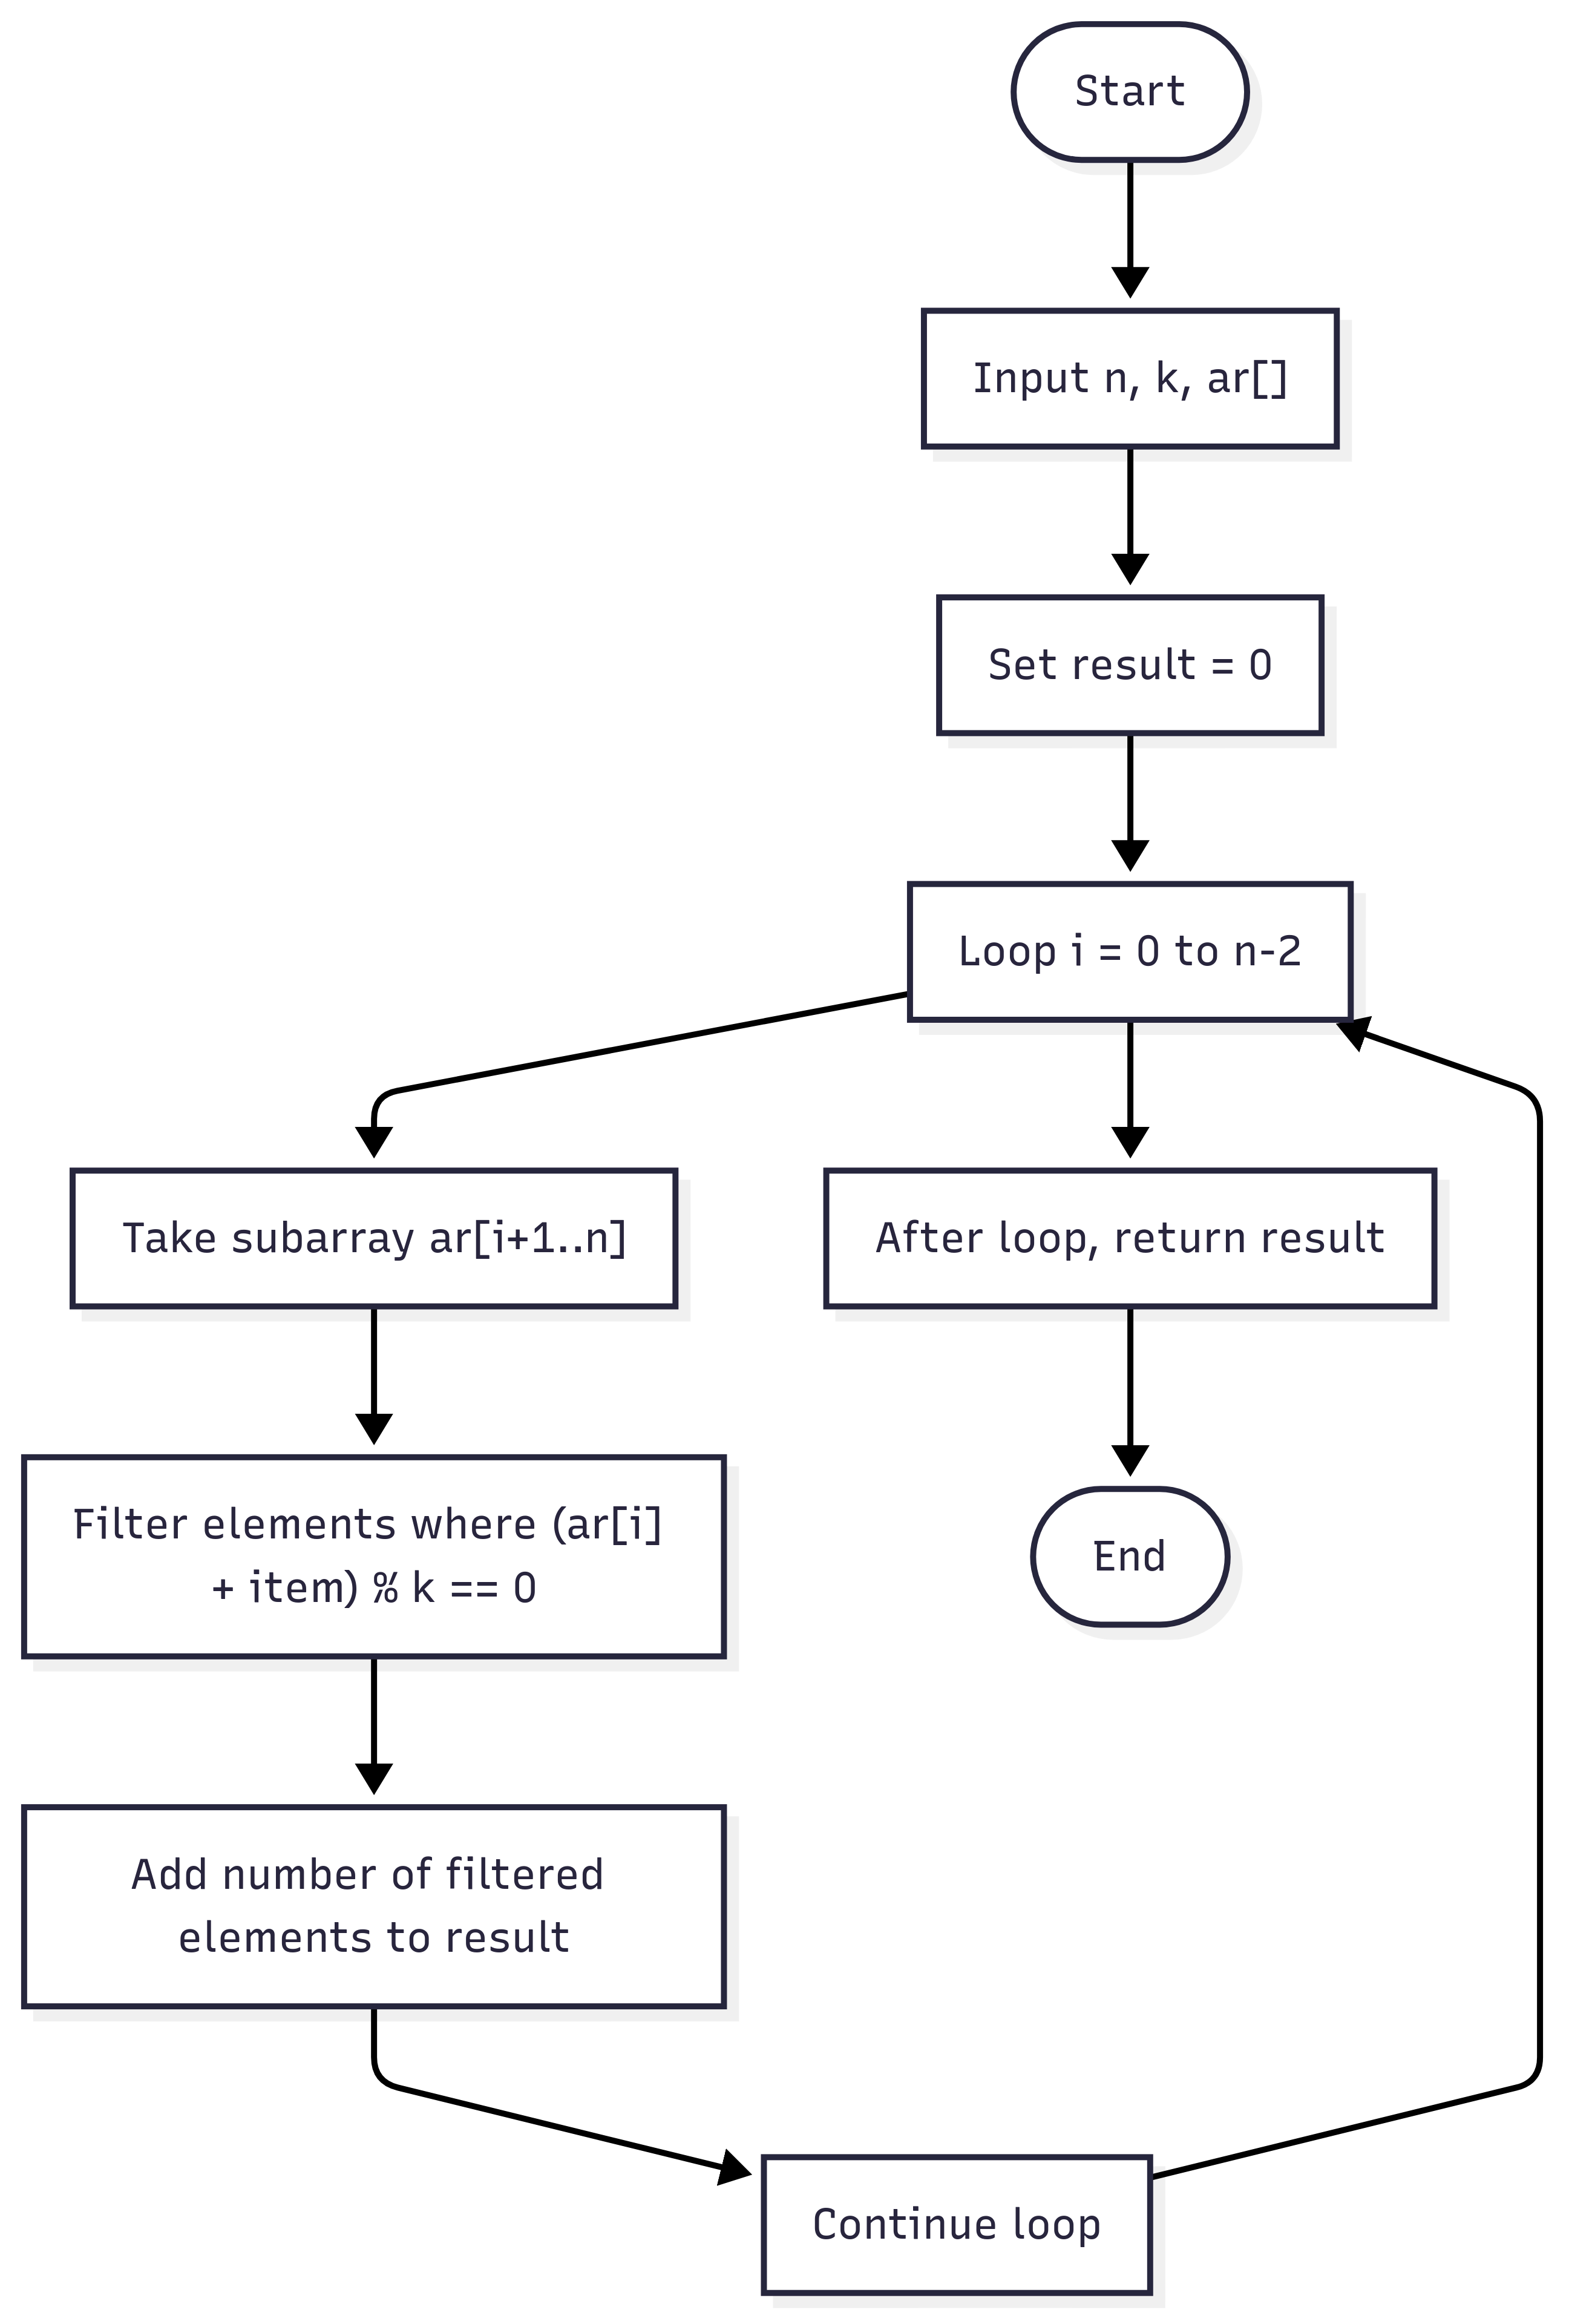 Start
Input n, k, ar[]
Set result = 0
Loop i = 0 to n-2
Take subarray ar[i+1..n]
After loop, return result
Filter elements where (ar[i]
+ item) % k == 0
End
Add number of filtered
elements to result
Continue loop